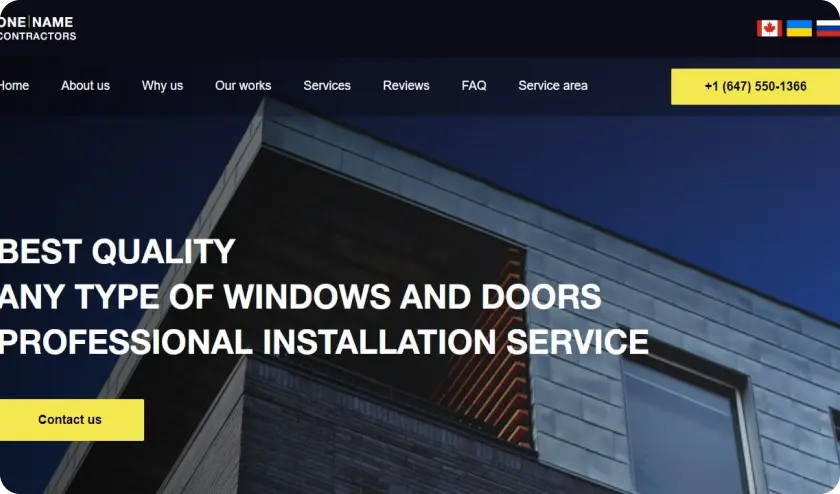 ONE|NAME
CONTRACTORS
Home About us Why us Our works Services Reviews FAQ Service area +1 (647) 550-1366
BEST QUALITY
ANY TYPE OF WINDOWS AND DOORS
PROFESSIONAL INSTALLATION SERVICE
Contact us